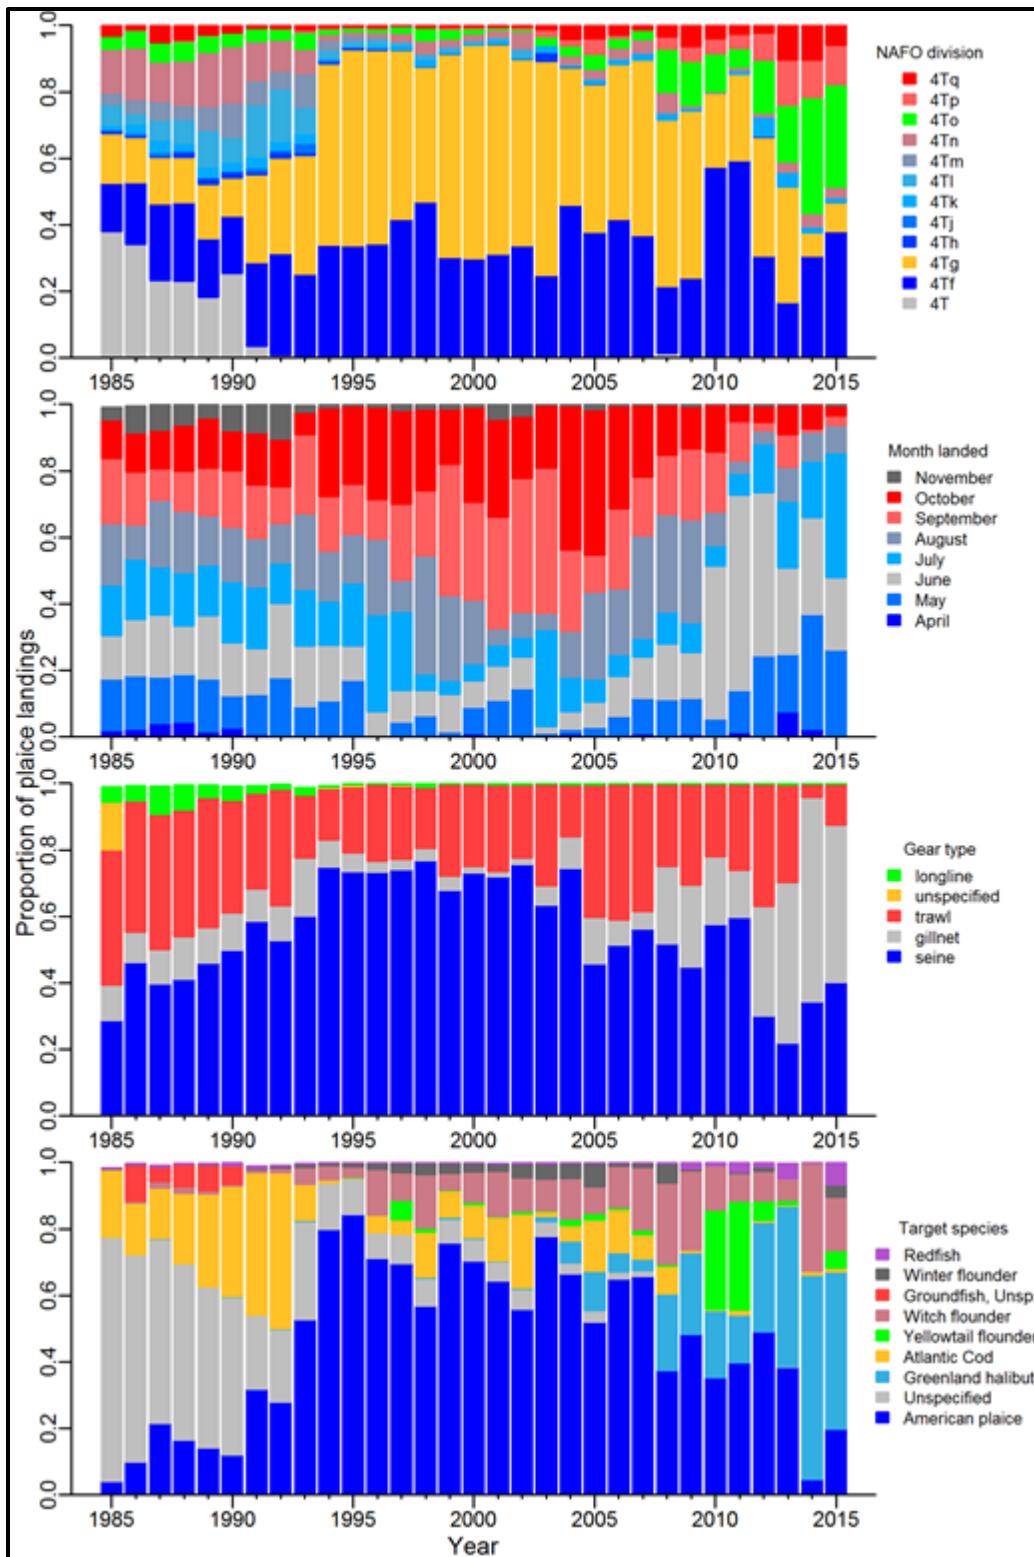 NAFO division
4Tq
4Tp
4To
4Tn
4Tm
4Tl
4Tk
4Tj
4Th
4Tg
4Tf
4T
0.0 0.2 0.4 0.6 0.8 1.0
1985 1990 1995 2000 2005 2010 2015
Month landed
November
October
September
August
July
June
May
April
0.0 0.2 0.4 0.6 0.8 1.0
1985 1990 1995 2000 2005 2010 2015
Proportion of plaice landings
Gear type
longline
unspecified
trawl
gillnet
seine
0.0 0.2 0.4 0.6 0.8 1.0
1985 1990 1995 2000 2005 2010 2015
Target species
Redfish
Winter flounder
Groundfish, Unsp
Witch flounder
Yellowtail flounder
Atlantic Cod
Greenland halibut
Unspecified
American plaice
0.0 0.2 0.4 0.6 0.8 1.0
1985 1990 1995 2000 2005 2010 2015
Year